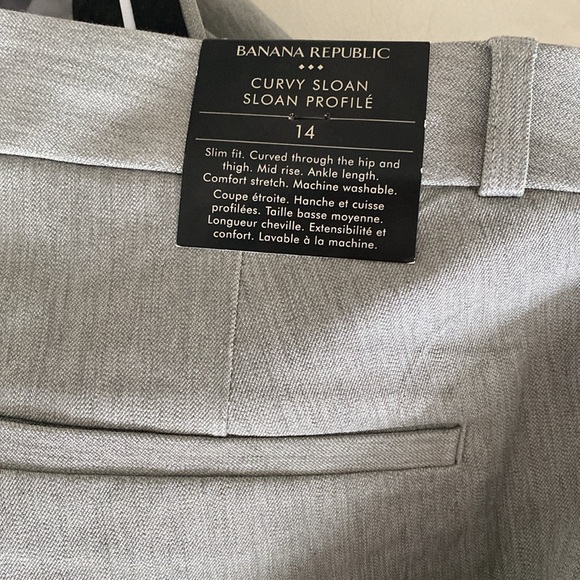 BANANA REPUBLIC
CURVY SLOAN
SLOAN PROFILÉ
14
Slim fit. Curved through the hip and
thigh. Mid rise. Ankle length.
Comfort stretch. Machine washable.
Coupe étroite. Hanche et cuisse
profilées. Taille basse moyenne.
Longueur cheville. Extensibilité et
confort. Lavable à la machine.